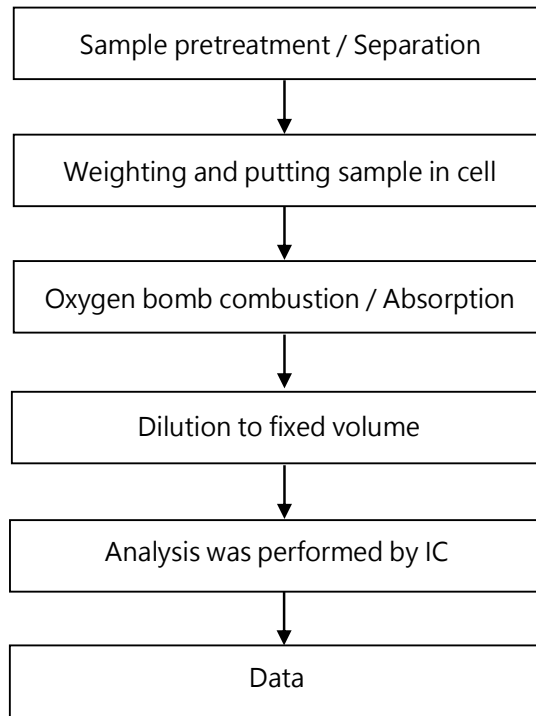 Sample pretreatment / Separation
Weighting and putting sample in cell
Oxygen bomb combustion / Absorption
Dilution to fixed volume
Analysis was performed by IC
Data